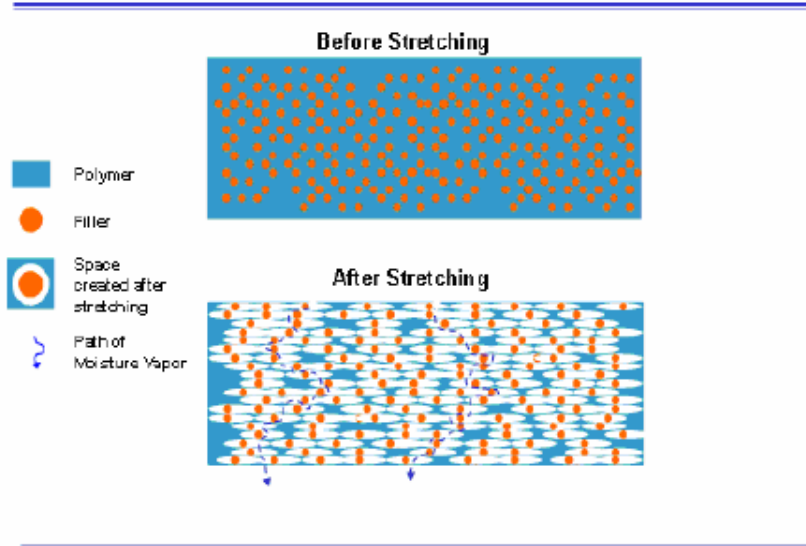 Before Stretching
Polymer
Filler
Space
created after
stretching
Path of
Moisture Vapor
After Stretching